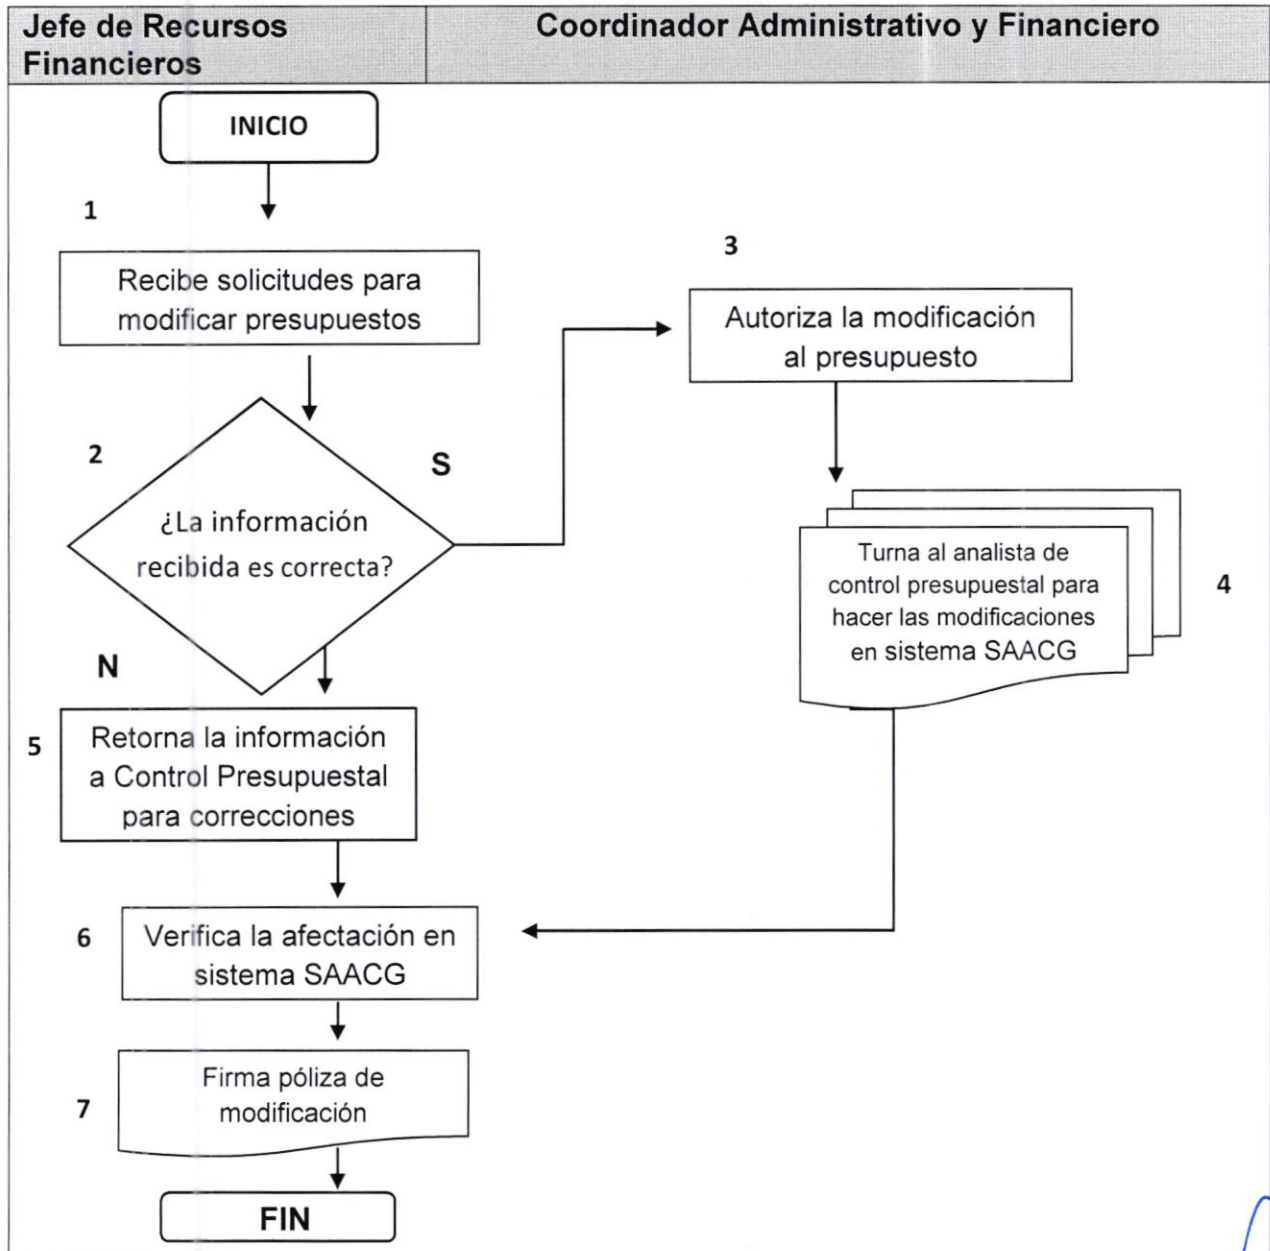 Jefe de Recursos
Financieros
Coordinador Administrativo y Financiero
INICIO
1
Recibe solicitudes para
modificar presupuestos
2
¿La información
recibida es correcta?
S
N
3
Autoriza la modificación
al presupuesto
Turna al analista de
control presupuestal para
hacer las modificaciones
en sistema SAACG
4
5
Retorna la información
a Control Presupuestal
para correcciones
6
Verifica la afectación en
sistema SAACG
7
Firma póliza de
modificación
FIN